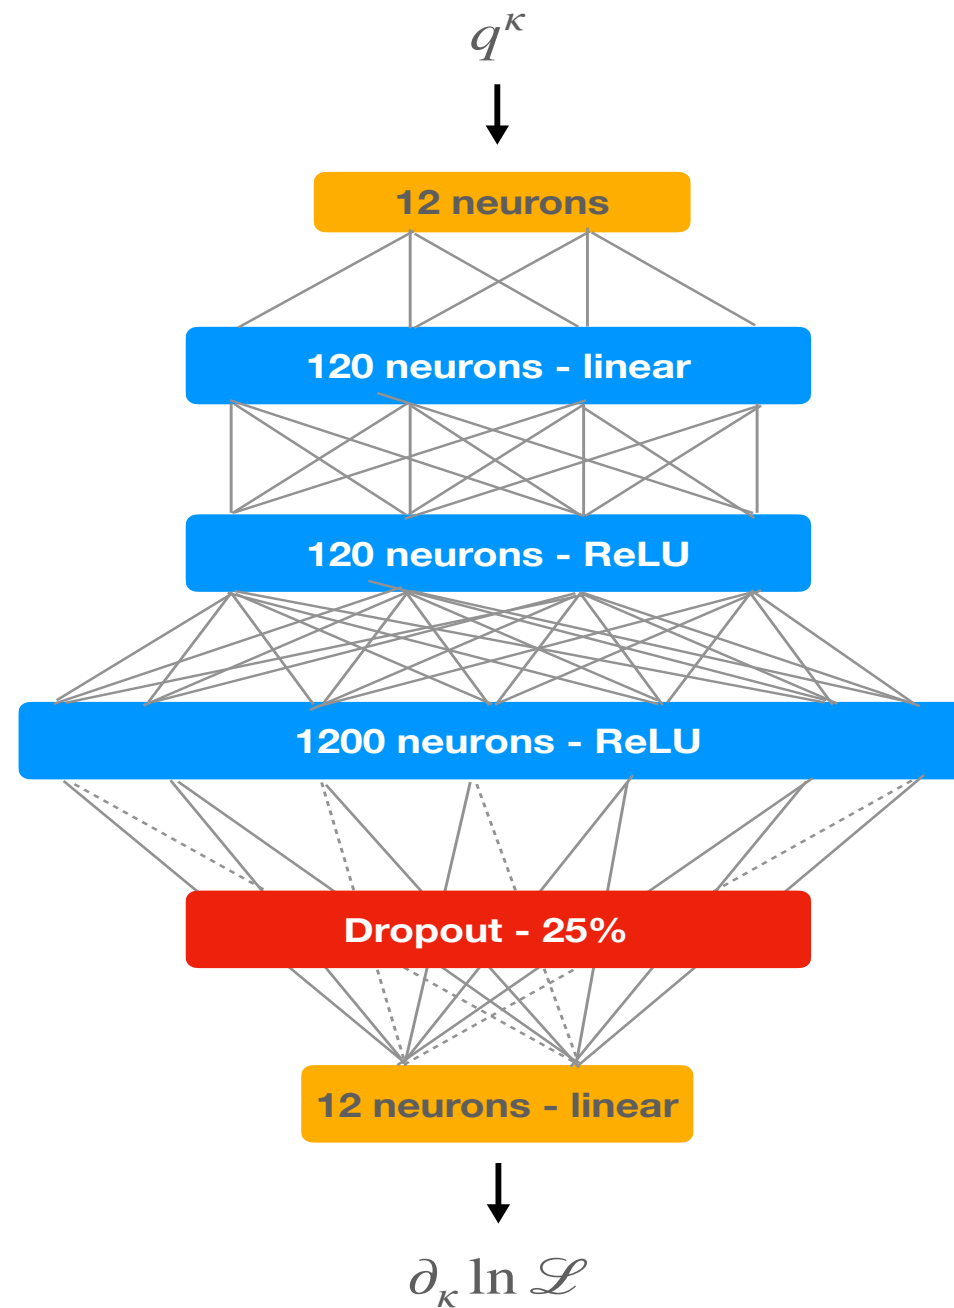 q^κ
12 neurons
120 neurons - linear
120 neurons - ReLU
1200 neurons - ReLU
Dropout - 25%
12 neurons - linear
∂_κ ln ℒ